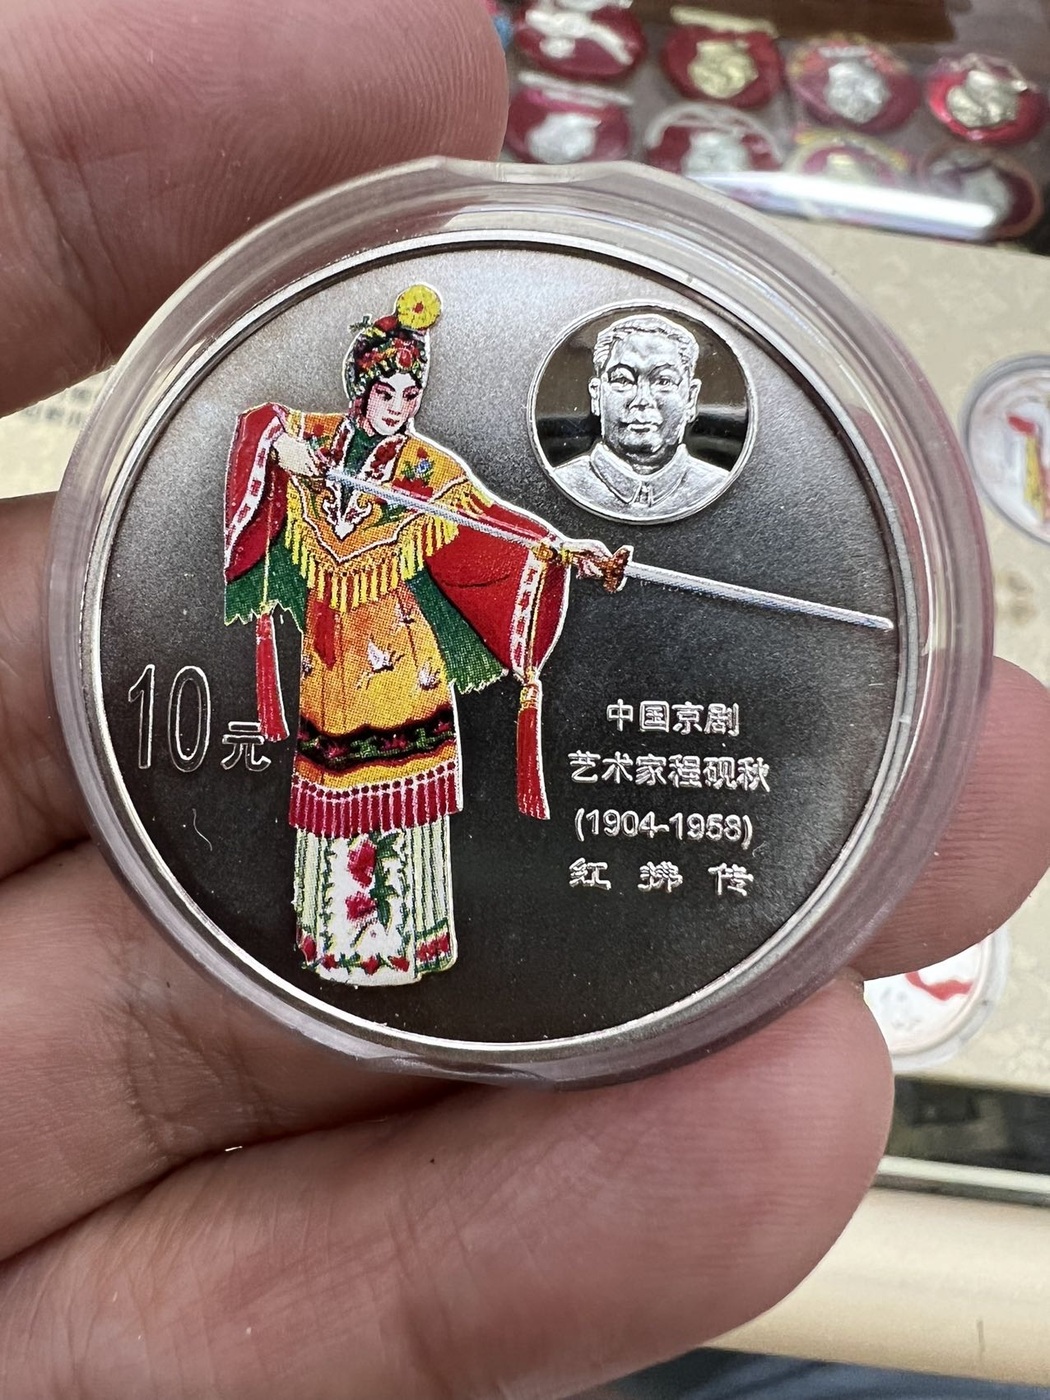 10元
中国京剧
艺术家程砚秋
(1904-1958)
红拂传